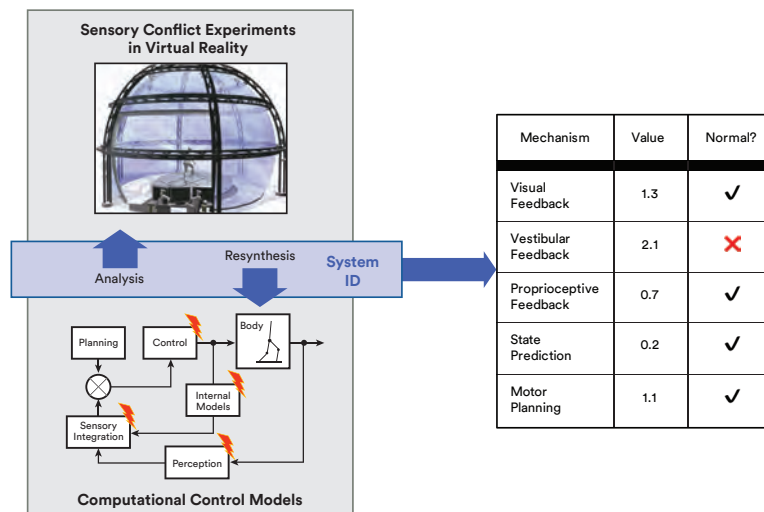 Sensory Conflict Experiments
in Virtual Reality
Analysis
Resynthesis
System
ID
Planning
Control
Body
Internal
Models
Sensory
Integration
Perception
Computational Control Models
Mechanism Value Normal?
Visual
Feedback
1.3 ✓
Vestibular
Feedback
2.1 ✗
Proprioceptive
Feedback
0.7 ✓
State
Prediction
0.2 ✓
Motor
Planning
1.1 ✓